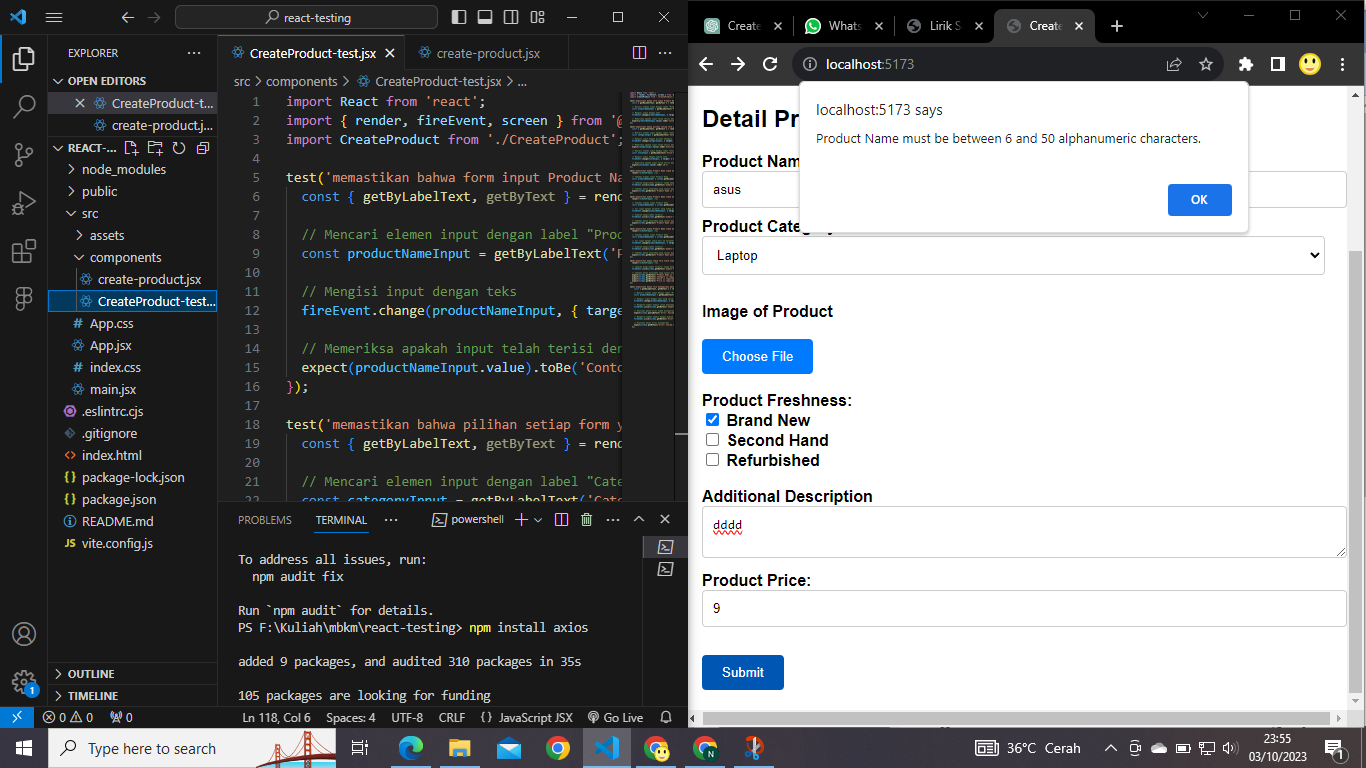 react-testing
EXPLORER
OPEN EDITORS
CreateProduct-t...
create-product.j...
REACT-...
node_modules
public
src
assets
components
create-product.jsx
CreateProduct-test...
App.css
App.jsx
index.css
main.jsx
.eslintrc.cjs
.gitignore
index.html
package-lock.json
package.json
README.md
vite.config.js
OUTLINE
TIMELINE
CreateProduct-test.jsx
create-product.jsx
src > components > CreateProduct-test.jsx > ...
1 import React from 'react';
2 import { render, fireEvent, screen } from '@
3 import CreateProduct from './CreateProduct';
4
5 test('memastikan bahwa form input Product Na
6 const { getByLabelText, getByText } = rend
7
8 // Mencari elemen input dengan label "Prod
9 const productNameInput = getByLabelText('P
10
11 // Mengisi input dengan teks
12 fireEvent.change(productNameInput, { targe
13
14 // Memeriksa apakah input telah terisi den
15 expect(productNameInput.value).toBe('Conto
16 });
17
18 test('memastikan bahwa pilihan setiap form y
19 const { getByLabelText, getByText } = rend
20
21 // Mencari elemen input dengan label "Cate
22 const categoryInput = getByLabelText('Cate
PROBLEMS
TERMINAL
powershell
To address all issues, run:
npm audit fix
Run `npm audit` for details.
PS F:\Kuliah\mbkm\react-testing> npm install axios
added 9 packages, and audited 310 packages in 35s
105 packages are looking for funding
1
0 0 0
Ln 118, Col 6
Spaces: 4
UTF-8
CRLF
JavaScript JSX
Go Live
Create
Whats
Lirik S
Create
localhost:5173
localhost:5173 says
Product Name must be between 6 and 50 alphanumeric characters.
OK
Detail Pr
Product Nam
asus
Product Category
Laptop
Image of Product
Choose File
Product Freshness:
Brand New
Second Hand
Refurbished
Additional Description
dddd
Product Price:
9
Submit
Type here to search
N
36°C Cerah
23:55
03/10/2023
1